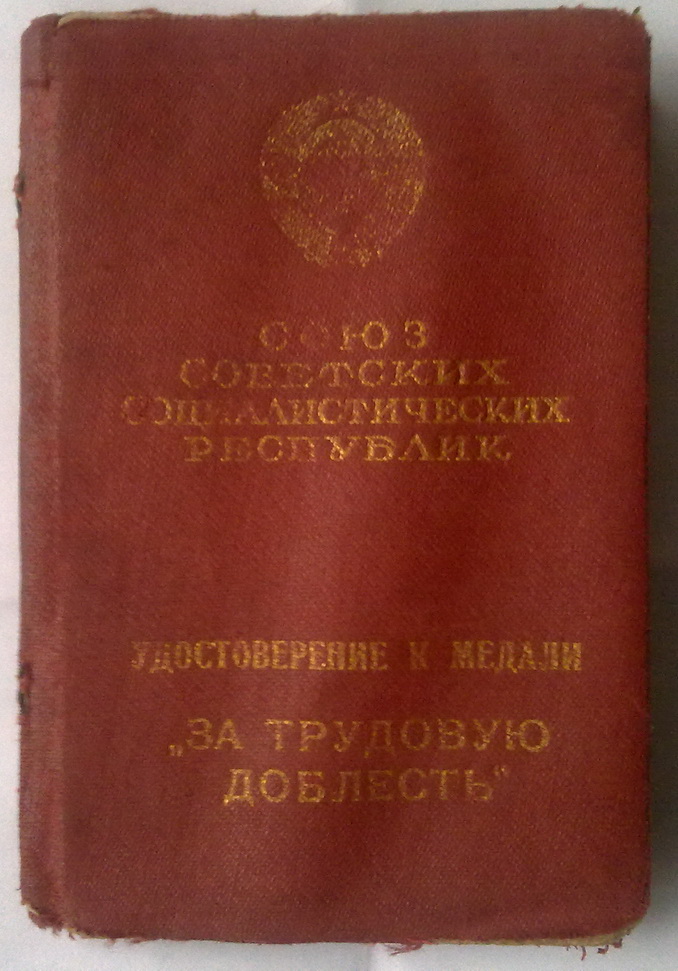 СОЮЗ
СОВЕТСКИХ
СОЦИАЛИСТИЧЕСКИХ
РЕСПУБЛИК
УДОСТОВЕРЕНИЕ К МЕДАЛИ
„ЗА ТРУДОВУЮ
ДОБЛЕСТЬ“